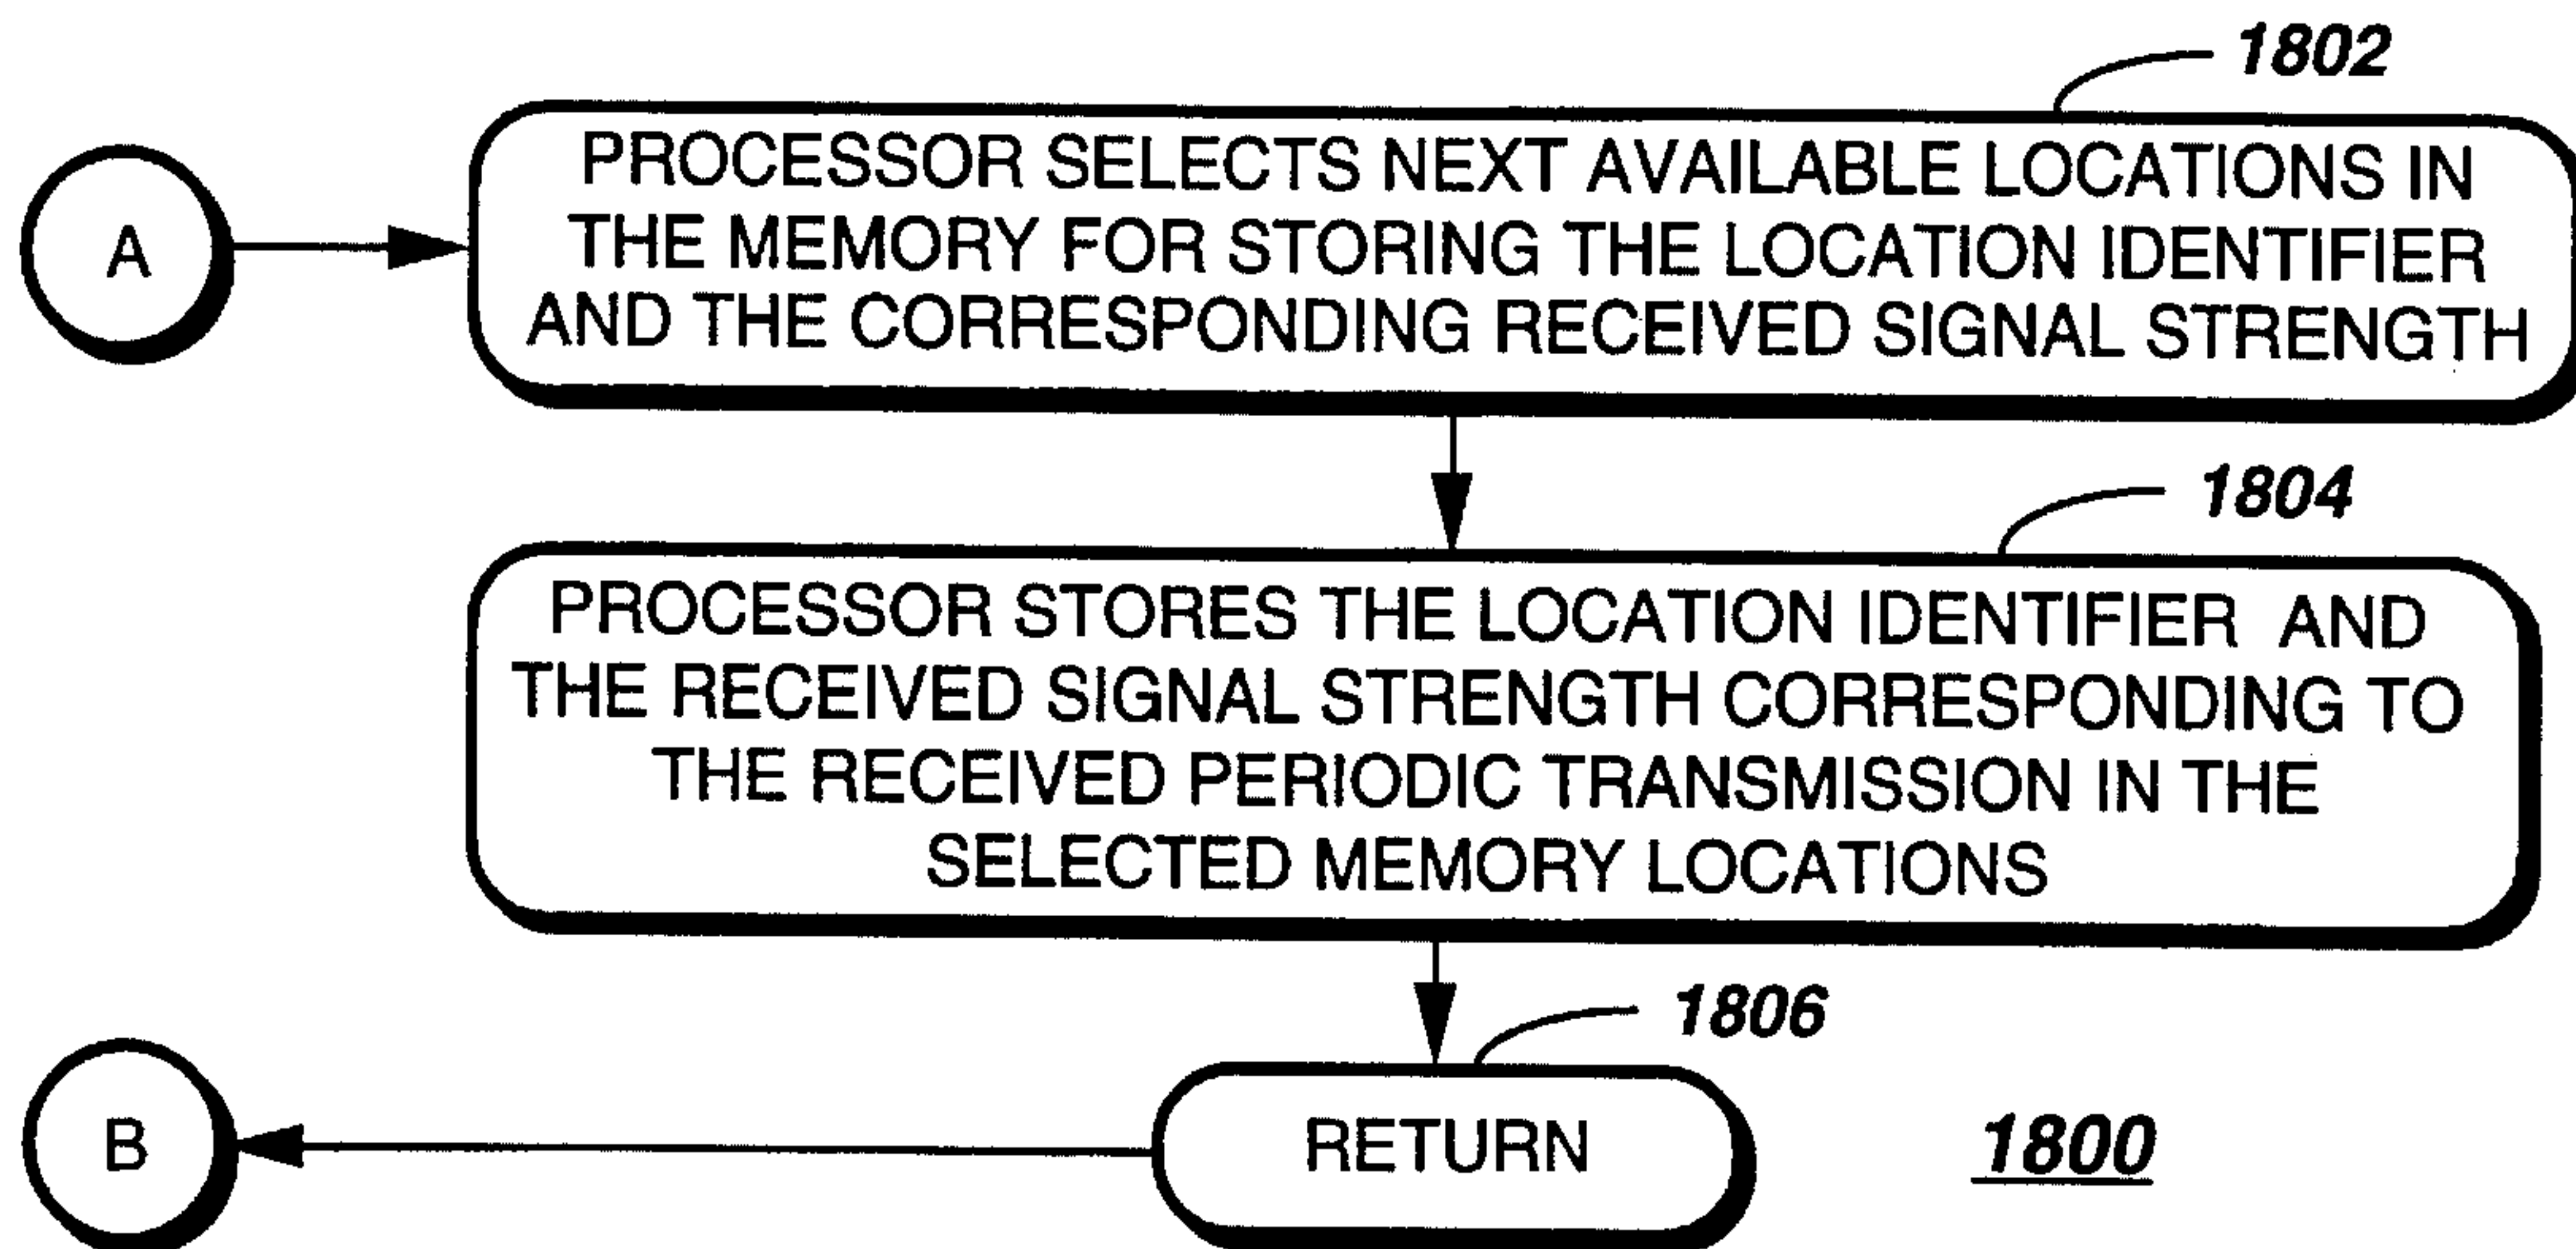 1802
A
PROCESSOR SELECTS NEXT AVAILABLE LOCATIONS IN
THE MEMORY FOR STORING THE LOCATION IDENTIFIER
AND THE CORRESPONDING RECEIVED SIGNAL STRENGTH
1804
PROCESSOR STORES THE LOCATION IDENTIFIER AND
THE RECEIVED SIGNAL STRENGTH CORRESPONDING TO
THE RECEIVED PERIODIC TRANSMISSION IN THE
SELECTED MEMORY LOCATIONS
1806
B
RETURN
1800